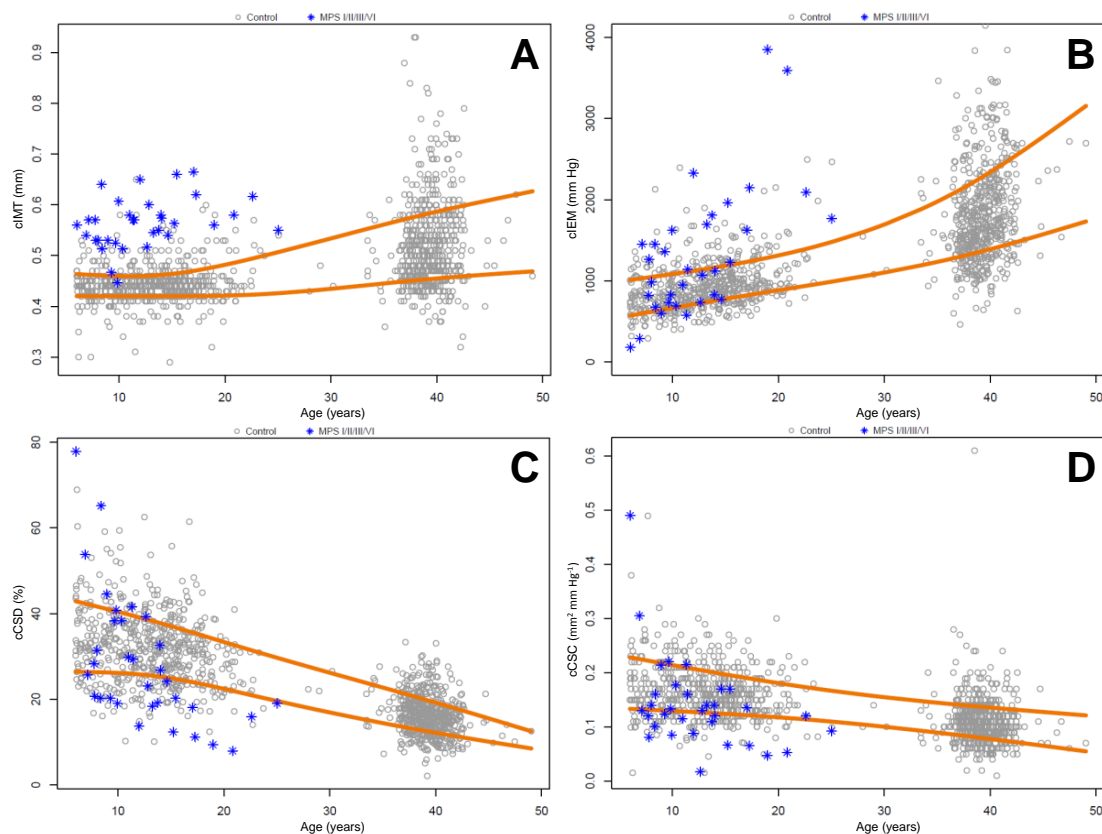 Control MPS I/II/III/VI
A
cIMT (mm)
0.9
0.8
0.7
0.6
0.5
0.4
0.3
10 20 30 40 50
Age (years)
Control MPS I/II/III/VI
B
cIEM (mm Hg)
4000
3000
2000
1000
0
10 20 30 40 50
Age (years)
Control MPS I/II/III/VI
C
cCSD (%)
80
60
40
20
0
10 20 30 40 50
Age (years)
Control MPS I/II/III/VI
D
cCSC (mm² mm Hg⁻¹)
0.6
0.5
0.4
0.3
0.2
0.1
0.0
10 20 30 40 50
Age (years)